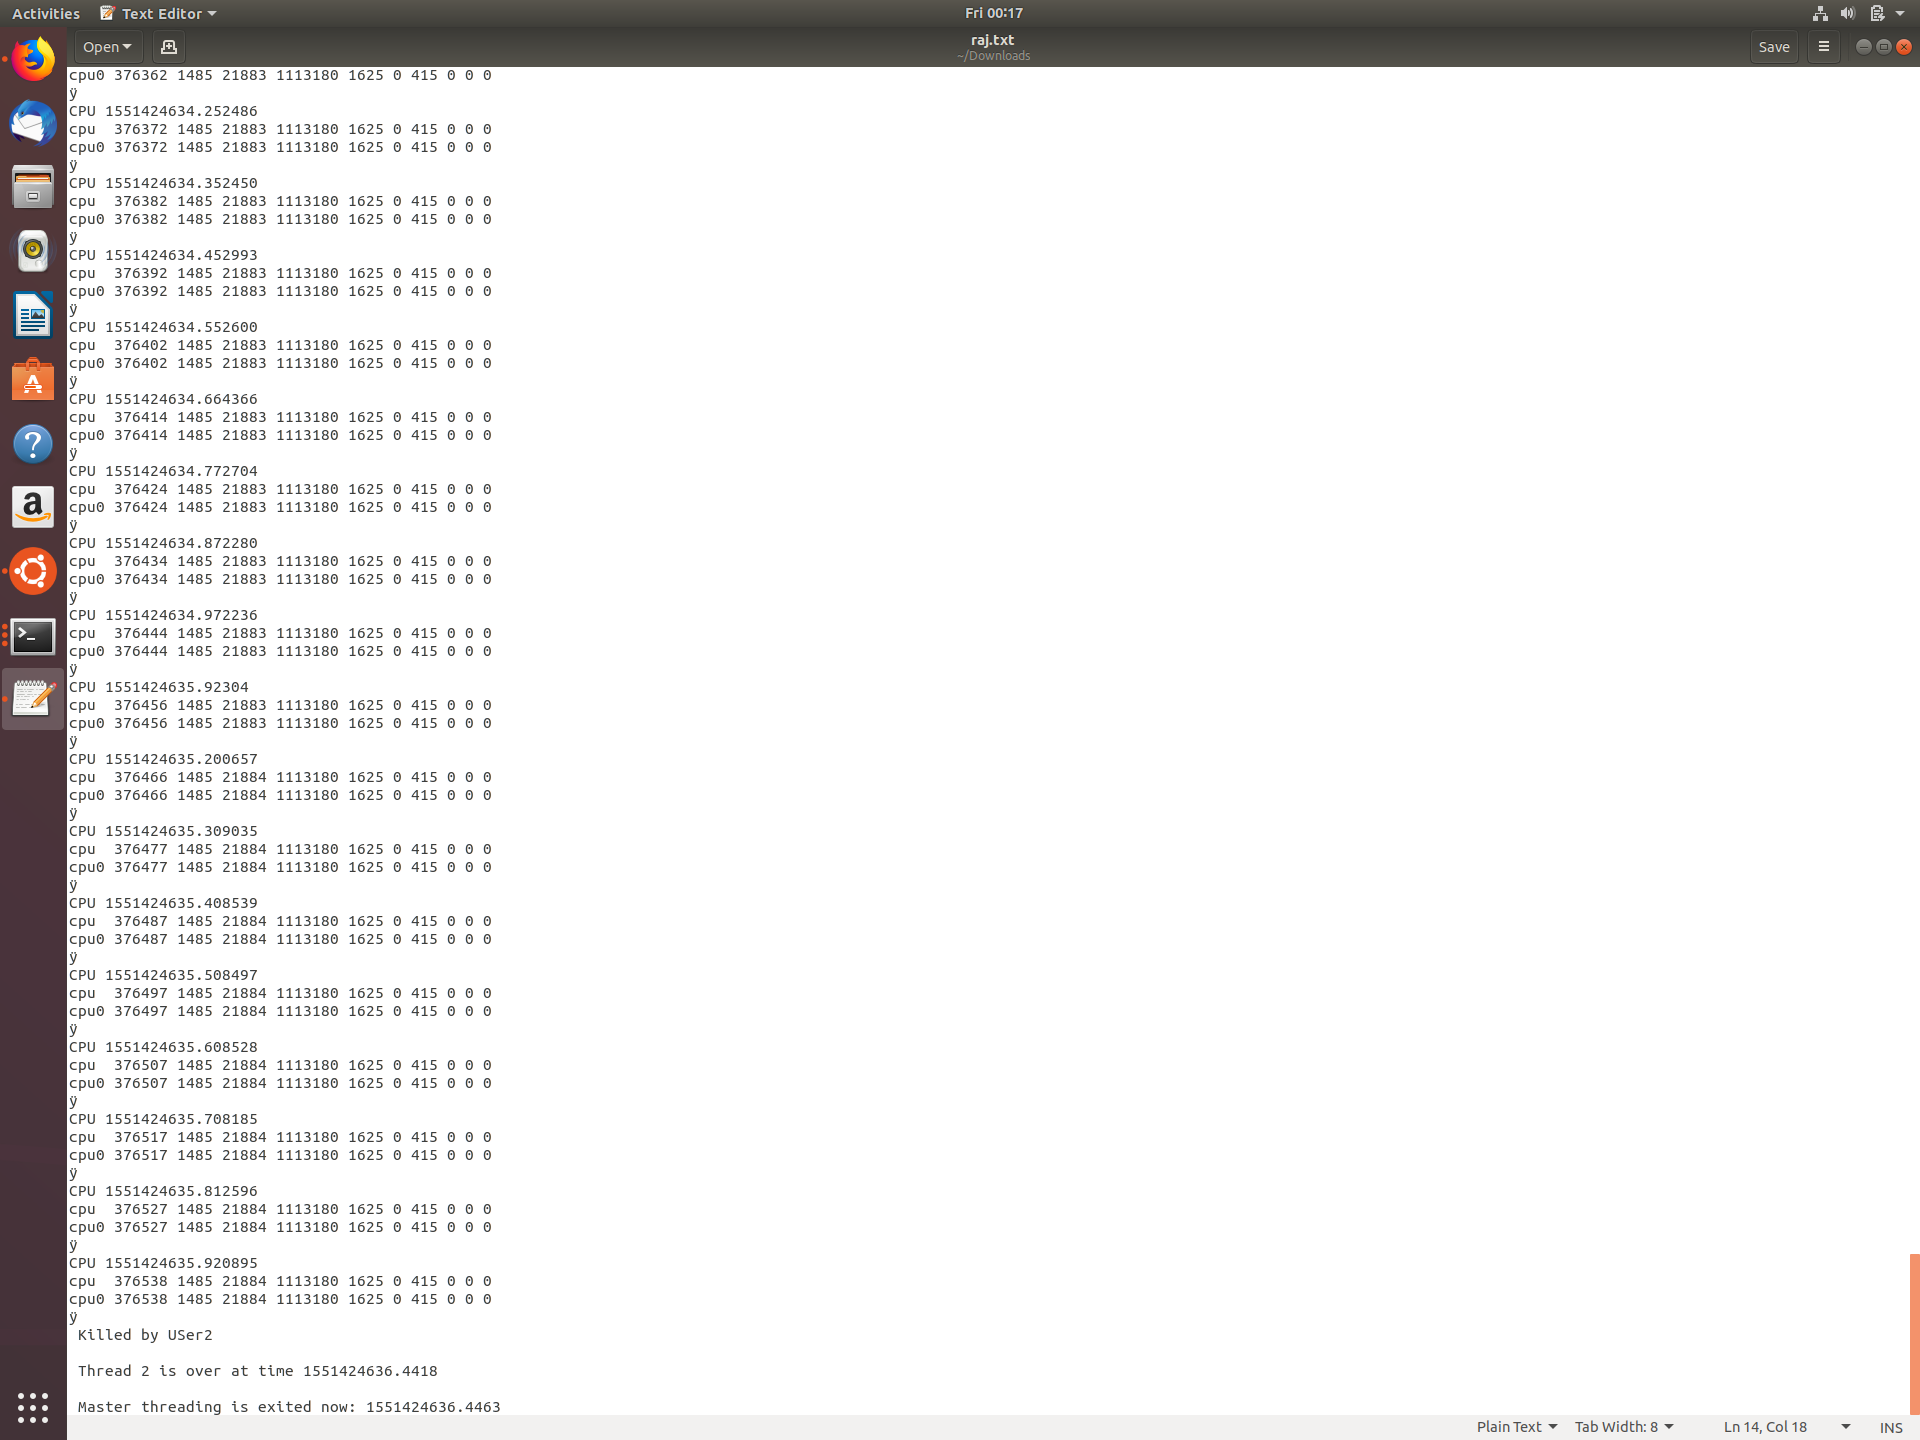 Activities Text Editor Fri 00:17
Open raj.txt Save
~/Downloads
cpu0 376362 1485 21883 1113180 1625 0 415 0 0 0
ÿ
CPU 1551424634.252486
cpu  376372 1485 21883 1113180 1625 0 415 0 0 0
cpu0 376372 1485 21883 1113180 1625 0 415 0 0 0
ÿ
CPU 1551424634.352450
cpu  376382 1485 21883 1113180 1625 0 415 0 0 0
cpu0 376382 1485 21883 1113180 1625 0 415 0 0 0
ÿ
CPU 1551424634.452993
cpu  376392 1485 21883 1113180 1625 0 415 0 0 0
cpu0 376392 1485 21883 1113180 1625 0 415 0 0 0
ÿ
CPU 1551424634.552600
cpu  376402 1485 21883 1113180 1625 0 415 0 0 0
cpu0 376402 1485 21883 1113180 1625 0 415 0 0 0
ÿ
CPU 1551424634.664366
cpu  376414 1485 21883 1113180 1625 0 415 0 0 0
cpu0 376414 1485 21883 1113180 1625 0 415 0 0 0
ÿ
CPU 1551424634.772704
cpu  376424 1485 21883 1113180 1625 0 415 0 0 0
cpu0 376424 1485 21883 1113180 1625 0 415 0 0 0
ÿ
CPU 1551424634.872280
cpu  376434 1485 21883 1113180 1625 0 415 0 0 0
cpu0 376434 1485 21883 1113180 1625 0 415 0 0 0
ÿ
CPU 1551424634.972236
cpu  376444 1485 21883 1113180 1625 0 415 0 0 0
cpu0 376444 1485 21883 1113180 1625 0 415 0 0 0
ÿ
CPU 1551424635.92304
cpu  376456 1485 21883 1113180 1625 0 415 0 0 0
cpu0 376456 1485 21883 1113180 1625 0 415 0 0 0
ÿ
CPU 1551424635.200657
cpu  376466 1485 21884 1113180 1625 0 415 0 0 0
cpu0 376466 1485 21884 1113180 1625 0 415 0 0 0
ÿ
CPU 1551424635.309035
cpu  376477 1485 21884 1113180 1625 0 415 0 0 0
cpu0 376477 1485 21884 1113180 1625 0 415 0 0 0
ÿ
CPU 1551424635.408539
cpu  376487 1485 21884 1113180 1625 0 415 0 0 0
cpu0 376487 1485 21884 1113180 1625 0 415 0 0 0
ÿ
CPU 1551424635.508497
cpu  376497 1485 21884 1113180 1625 0 415 0 0 0
cpu0 376497 1485 21884 1113180 1625 0 415 0 0 0
ÿ
CPU 1551424635.608528
cpu  376507 1485 21884 1113180 1625 0 415 0 0 0
cpu0 376507 1485 21884 1113180 1625 0 415 0 0 0
ÿ
CPU 1551424635.708185
cpu  376517 1485 21884 1113180 1625 0 415 0 0 0
cpu0 376517 1485 21884 1113180 1625 0 415 0 0 0
ÿ
CPU 1551424635.812596
cpu  376527 1485 21884 1113180 1625 0 415 0 0 0
cpu0 376527 1485 21884 1113180 1625 0 415 0 0 0
ÿ
CPU 1551424635.920895
cpu  376538 1485 21884 1113180 1625 0 415 0 0 0
cpu0 376538 1485 21884 1113180 1625 0 415 0 0 0
ÿ
Killed by USer2
Thread 2 is over at time 1551424636.4418
Master threading is exited now: 1551424636.4463
Plain Text Tab Width: 8 Ln 14, Col 18 INS